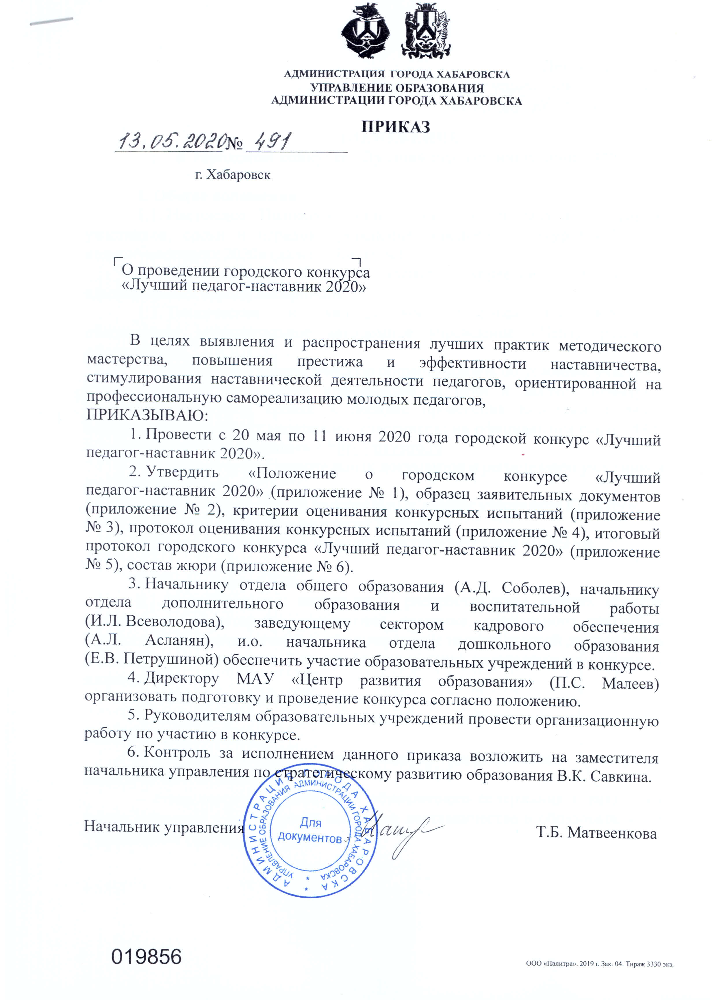 АДМИНИСТРАЦИЯ ГОРОДА ХАБАРОВСКА
УПРАВЛЕНИЕ ОБРАЗОВАНИЯ
АДМИНИСТРАЦИИ ГОРОДА ХАБАРОВСКА
ПРИКАЗ
13.05.2020 № 491
г. Хабаровск
О проведении городского конкурса
«Лучший педагог-наставник 2020»
В целях выявления и распространения лучших практик методического
мастерства, повышения престижа и эффективности наставничества,
стимулирования наставнической деятельности педагогов, ориентированной на
профессиональную самореализацию молодых педагогов,
ПРИКАЗЫВАЮ:
1. Провести с 20 мая по 11 июня 2020 года городской конкурс «Лучший
педагог-наставник 2020».
2. Утвердить «Положение о городском конкурсе «Лучший
педагог-наставник 2020» (приложение № 1), образец заявительных документов
(приложение № 2), критерии оценивания конкурсных испытаний (приложение
№ 3), протокол оценивания конкурсных испытаний (приложение № 4), итоговый
протокол городского конкурса «Лучший педагог-наставник 2020» (приложение
№ 5), состав жюри (приложение № 6).
3. Начальнику отдела общего образования (А.Д. Соболев), начальнику
отдела дополнительного образования и воспитательной работы
(И.Л. Всеволодова), заведующему сектором кадрового обеспечения
(А.Л. Асланян), и.о. начальника отдела дошкольного образования
(Е.В. Петрушиной) обеспечить участие образовательных учреждений в конкурсе.
4. Директору МАУ «Центр развития образования» (П.С. Малеев)
организовать подготовку и проведение конкурса согласно положению.
5. Руководителям образовательных учреждений провести организационную
работу по участию в конкурсе.
6. Контроль за исполнением данного приказа возложить на заместителя
начальника управления по стратегическому развитию образования В.К. Савкина.
АДМИНИСТРАЦИЯ ГОРОДА ХАБАРОВСКА *
УПРАВЛЕНИЕ ОБРАЗОВАНИЯ АДМИНИСТРАЦИИ ГОРОДА ХАБАРОВСКА *
Для
документов
Начальник управления Т.Б. Матвеенкова
019856
ООО «Палитра». 2019 г. Зак. 04. Тираж 3330 экз.